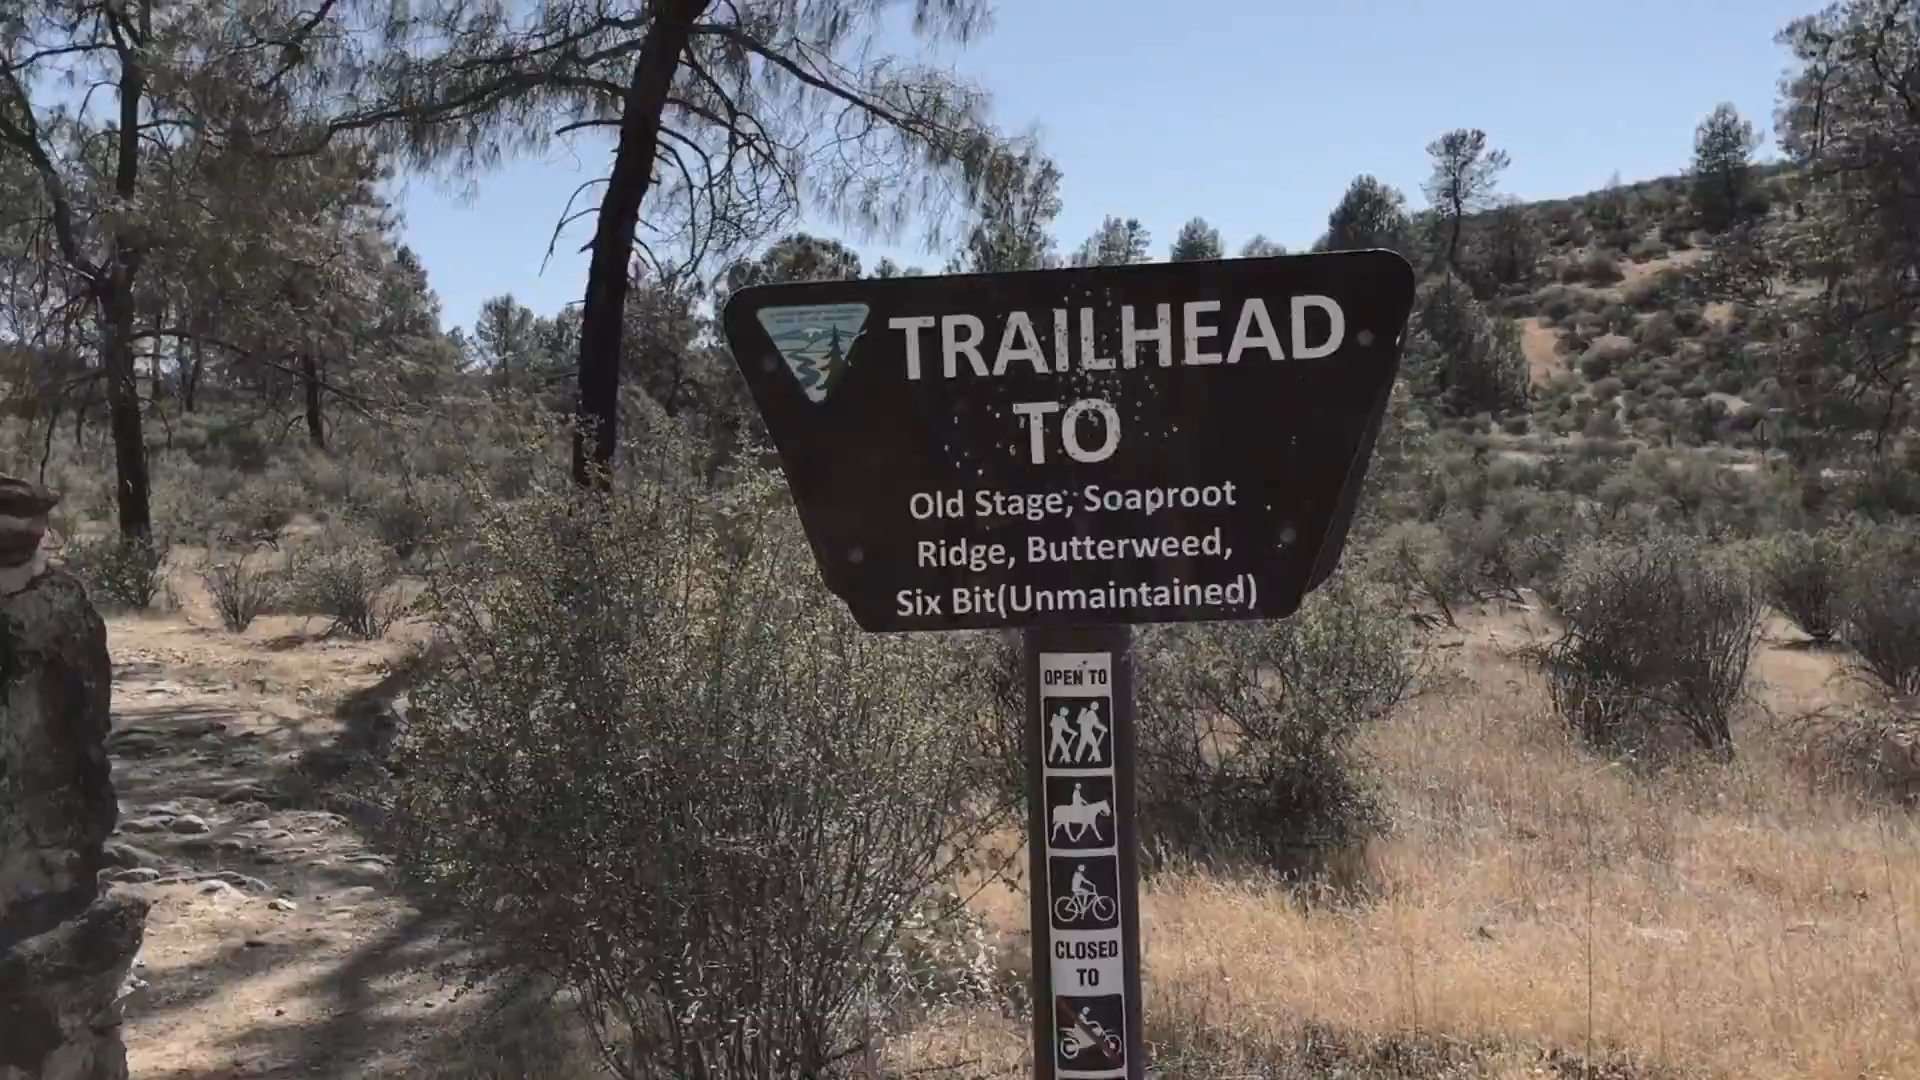 TRAILHEAD
TO
Old Stage, Soaproot
Ridge, Butterweed,
Six Bit(Unmaintained)
OPEN TO
CLOSED
TO